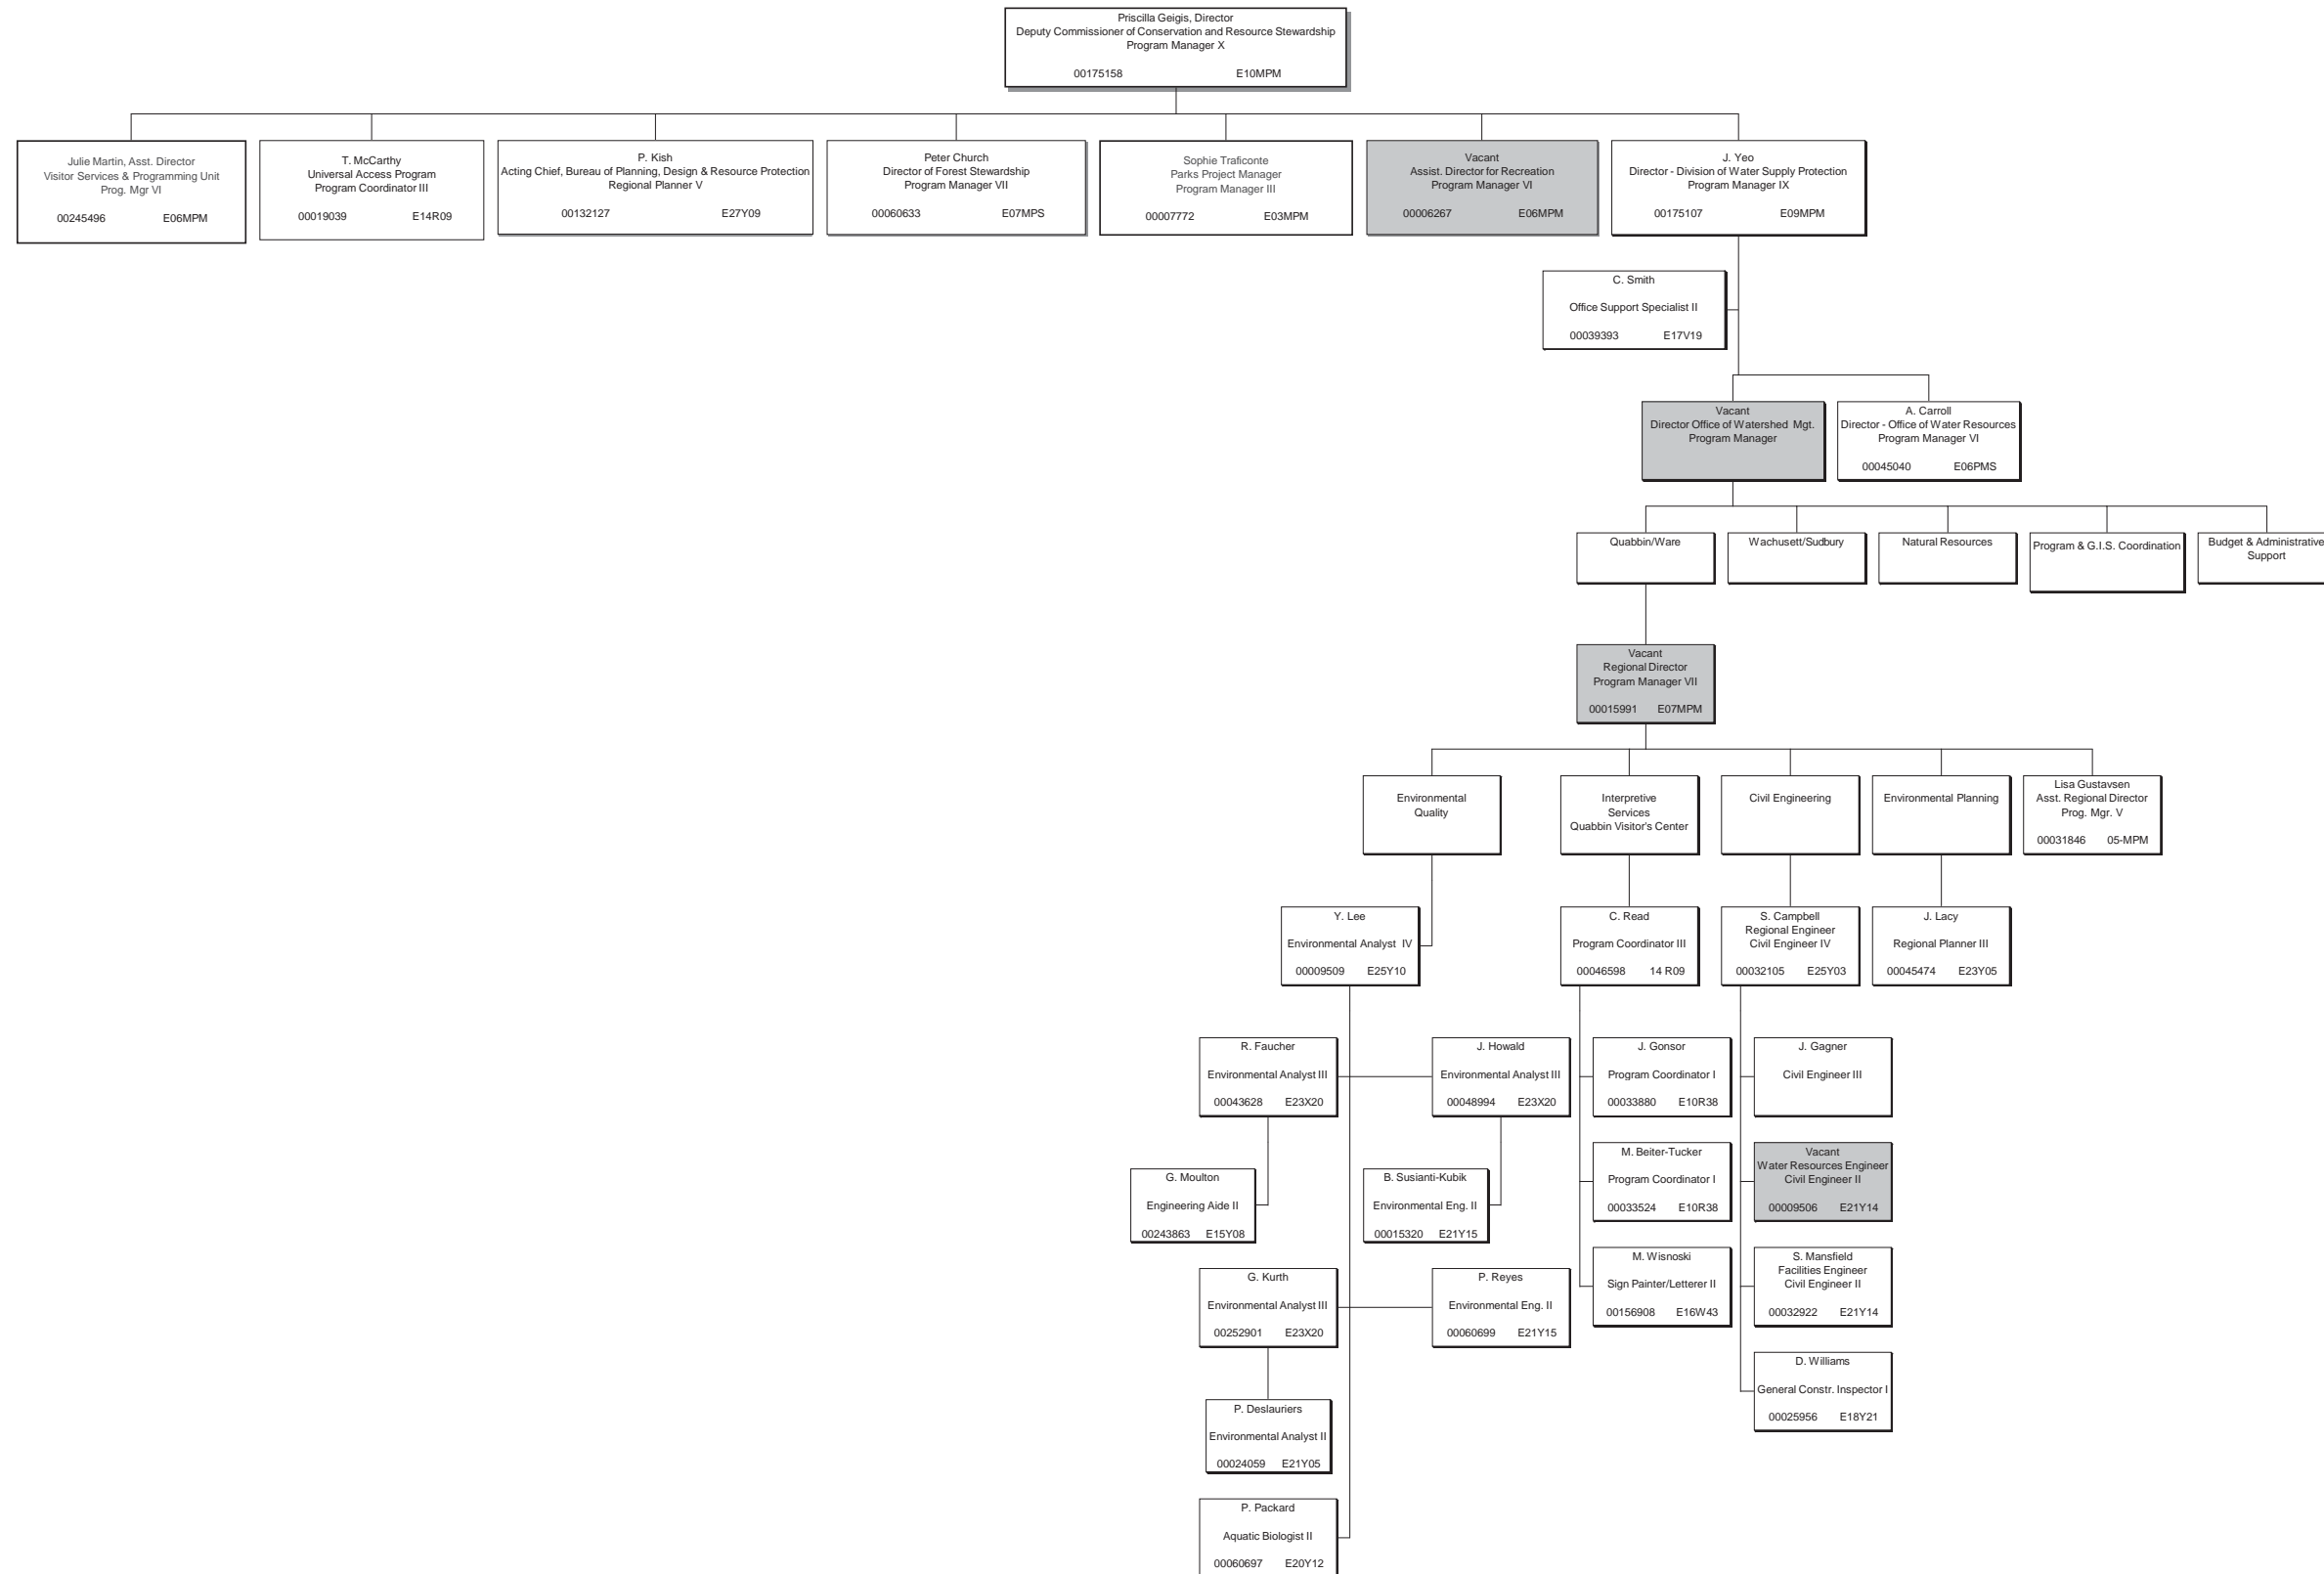 Priscilla Geigis, Director
Deputy Commissioner of Conservation and Resource Stewardship
Program Manager X
00175158 E10MPM
Julie Martin, Asst. Director
Visitor Services & Programming Unit
Prog. Mgr VI
00245496 E06MPM
T. McCarthy
Universal Access Program
Program Coordinator III
00019039 E14R09
P. Kish
Acting Chief, Bureau of Planning, Design & Resource Protection
Regional Planner V
00132127 E27Y09
Peter Church
Director of Forest Stewardship
Program Manager VII
00060633 E07MPS
Sophie Traficonte
Parks Project Manager
Program Manager III
00007772 E03MPM
Vacant
Assist. Director for Recreation
Program Manager VI
00006267 E06MPM
J. Yeo
Director - Division of Water Supply Protection
Program Manager IX
00175107 E09MPM
C. Smith
Office Support Specialist II
00039393 E17V19
Vacant
Director Office of Watershed Mgt.
Program Manager
A. Carroll
Director - Office of Water Resources
Program Manager VI
00045040 E06PMS
Quabbin/Ware
Wachusett/Sudbury
Natural Resources
Program & G.I.S. Coordination
Budget & Administrative
Support
Vacant
Regional Director
Program Manager VII
00015991 E07MPM
Environmental
Quality
Interpretive
Services
Quabbin Visitor's Center
Civil Engineering
Environmental Planning
Lisa Gustavsen
Asst. Regional Director
Prog. Mgr. V
00031846 05-MPM
Y. Lee
Environmental Analyst IV
00009509 E25Y10
C. Read
Program Coordinator III
00046598 14 R09
S. Campbell
Regional Engineer
Civil Engineer IV
00032105 E25Y03
J. Lacy
Regional Planner III
00045474 E23Y05
R. Faucher
Environmental Analyst III
00043628 E23X20
J. Howald
Environmental Analyst III
00048994 E23X20
J. Gonsor
Program Coordinator I
00033880 E10R38
J. Gagner
Civil Engineer III
G. Moulton
Engineering Aide II
00243863 E15Y08
B. Susianti-Kubik
Environmental Eng. II
00015320 E21Y15
M. Beiter-Tucker
Program Coordinator I
00033524 E10R38
Vacant
Water Resources Engineer
Civil Engineer II
00009506 E21Y14
G. Kurth
Environmental Analyst III
00252901 E23X20
P. Reyes
Environmental Eng. II
00060699 E21Y15
M. Wisnoski
Sign Painter/Letterer II
00156908 E16W43
S. Mansfield
Facilities Engineer
Civil Engineer II
00032922 E21Y14
P. Deslauriers
Environmental Analyst II
00024059 E21Y05
D. Williams
General Constr. Inspector I
00025956 E18Y21
P. Packard
Aquatic Biologist II
00060697 E20Y12